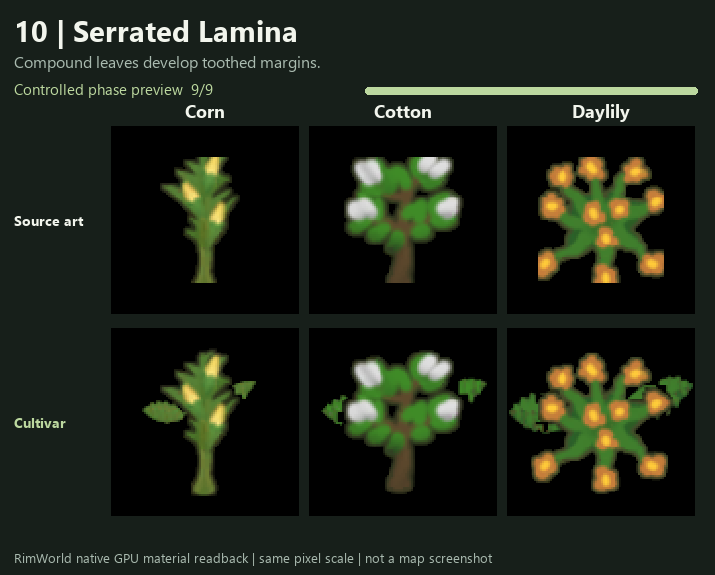 10 | Serrated Lamina
Compound leaves develop toothed margins.
Controlled phase preview 9/9
Corn Cotton Daylily
Source art
Cultivar
RimWorld native GPU material readback | same pixel scale | not a map screenshot